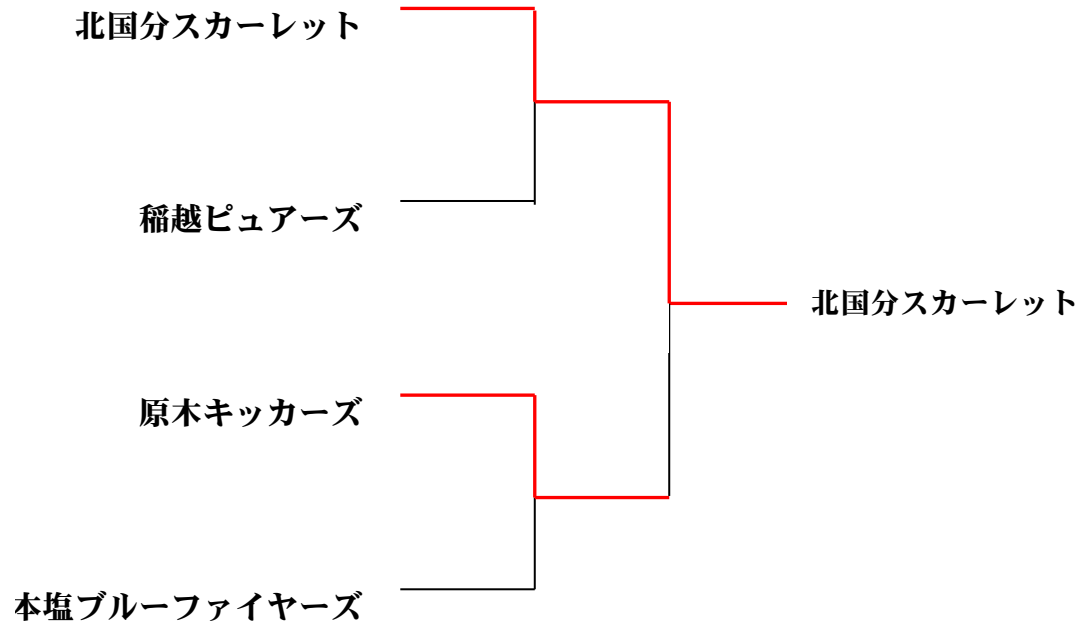 北国分スカーレット
稲越ピュアーズ
北国分スカーレット
原木キッカーズ
本塩ブルーファイヤーズ